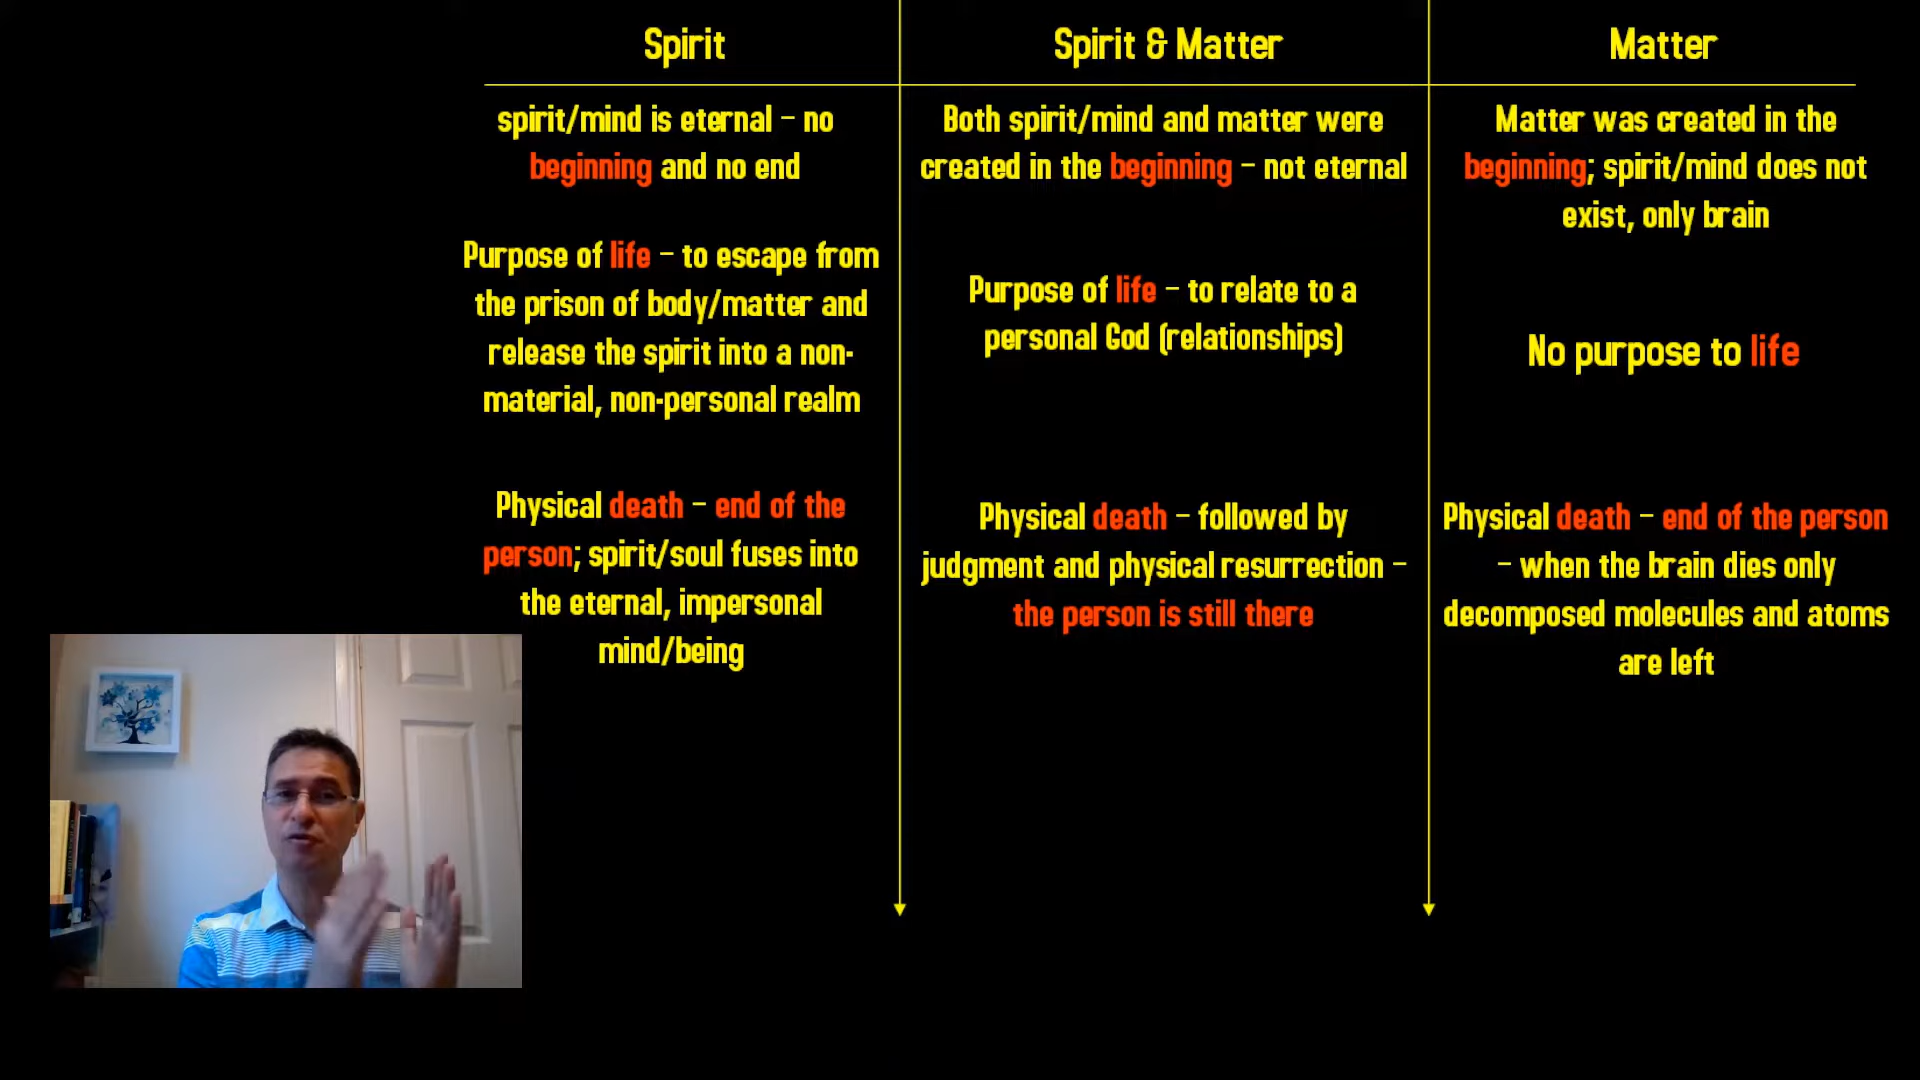 Spirit
spirit/mind is eternal – no
beginning and no end
Purpose of life – to escape from
the prison of body/matter and
release the spirit into a non-
material, non-personal realm
Physical death – end of the
person; spirit/soul fuses into
the eternal, impersonal
mind/being
Spirit & Matter
Both spirit/mind and matter were
created in the beginning – not eternal
Purpose of life – to relate to a
personal God (relationships)
Physical death – followed by
judgment and physical resurrection –
the person is still there
Matter
Matter was created in the
beginning; spirit/mind does not
exist, only brain
No purpose to life
Physical death – end of the person
– when the brain dies only
decomposed molecules and atoms
are left